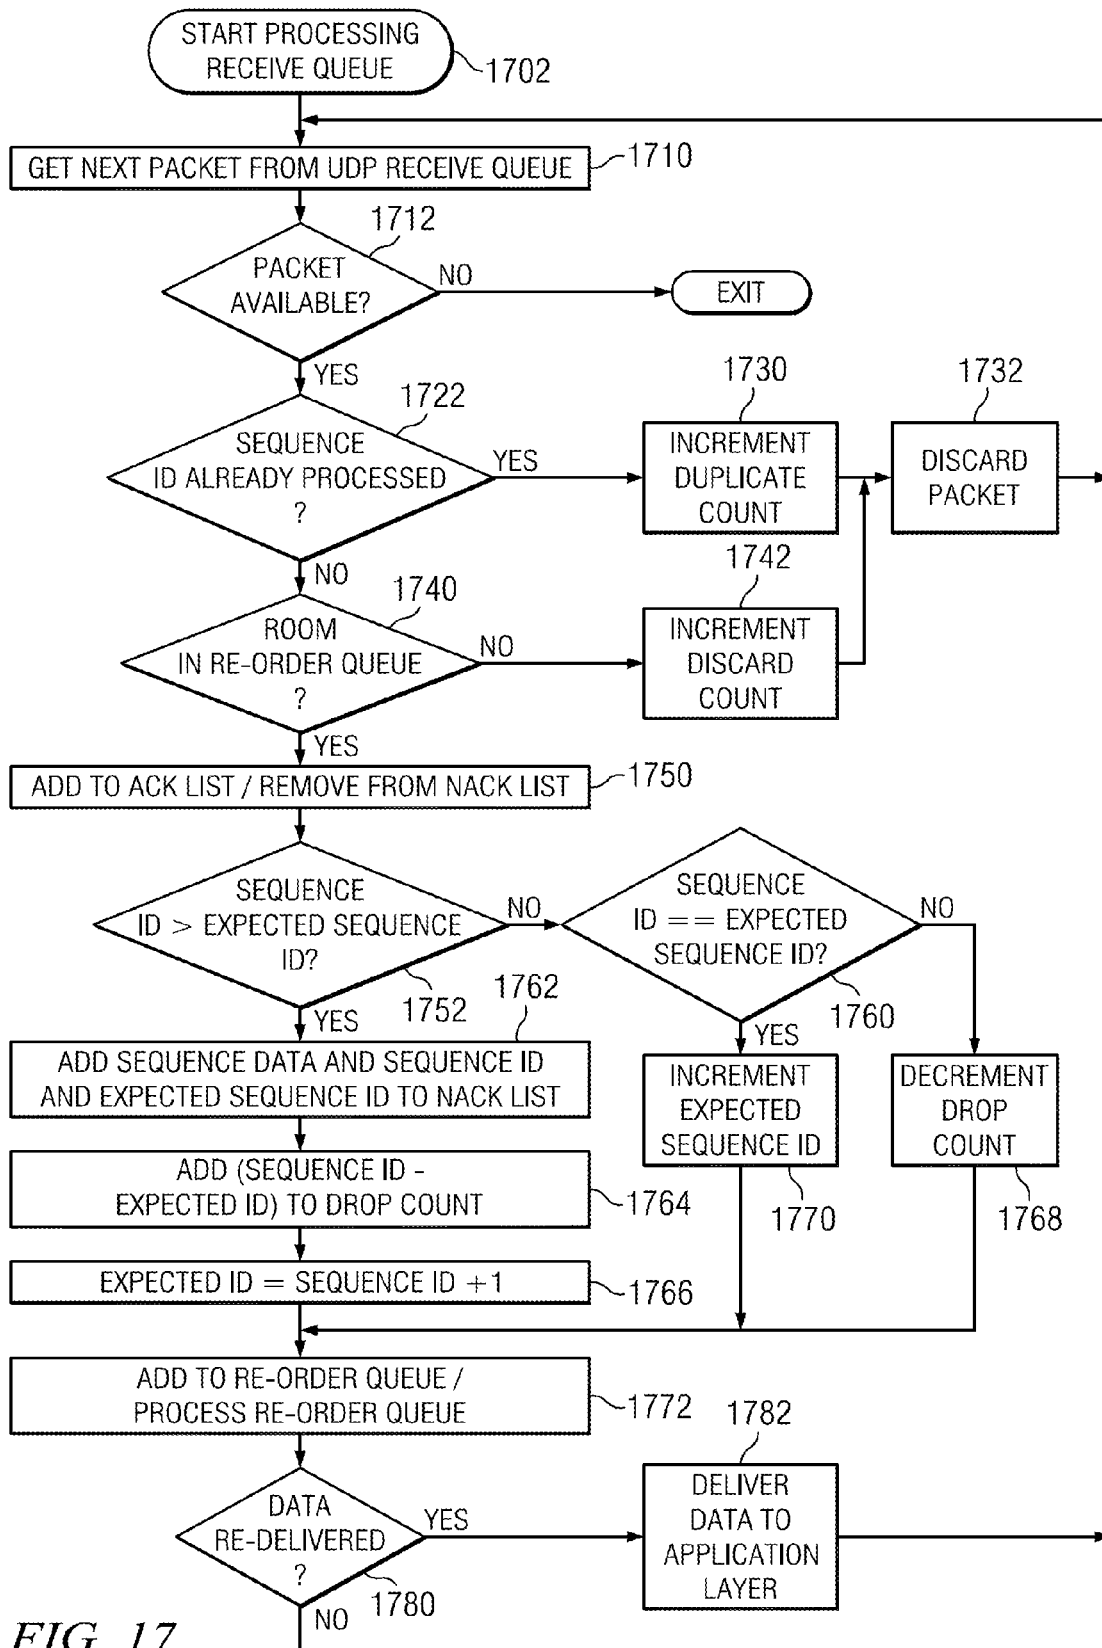 START PROCESSING
RECEIVE QUEUE
1702
GET NEXT PACKET FROM UDP RECEIVE QUEUE
1710
1712
PACKET
AVAILABLE?
NO
EXIT
YES
1722
SEQUENCE
ID ALREADY PROCESSED
?
YES
1730
INCREMENT
DUPLICATE
COUNT
1732
DISCARD
PACKET
NO
1740
ROOM
IN RE-ORDER QUEUE
?
NO
1742
INCREMENT
DISCARD
COUNT
YES
ADD TO ACK LIST / REMOVE FROM NACK LIST
1750
SEQUENCE
ID > EXPECTED SEQUENCE
ID?
NO
1752
SEQUENCE
ID == EXPECTED
SEQUENCE ID?
NO
1760
YES
1762
ADD SEQUENCE DATA AND SEQUENCE ID
AND EXPECTED SEQUENCE ID TO NACK LIST
YES
INCREMENT
EXPECTED
SEQUENCE ID
1770
DECREMENT
DROP
COUNT
1768
ADD (SEQUENCE ID -
EXPECTED ID) TO DROP COUNT
1764
EXPECTED ID = SEQUENCE ID +1
1766
ADD TO RE-ORDER QUEUE /
PROCESS RE-ORDER QUEUE
1772
DATA
RE-DELIVERED
?
YES
1780
1782
DELIVER
DATA TO
APPLICATION
LAYER
NO
FIG. 17